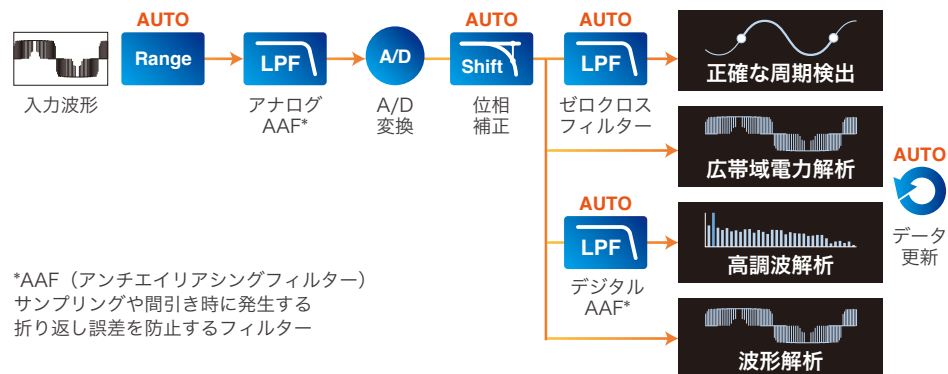 AUTO
Range
入力波形
LPF
アナログ
AAF*
A/D
A/D
変換
AUTO
Shift
位相
補正
AUTO
LPF
ゼロクロス
フィルター
正確な周期検出
広帯域電力解析
AUTO
LPF
デジタル
AAF*
高調波解析
波形解析
AUTO
データ
更新
*AAF（アンチエイリアシングフィルター）
サンプリングや間引き時に発生する
折り返し誤差を防止するフィルター